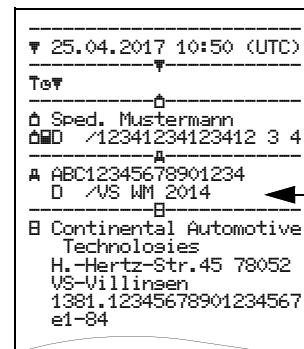 ▼ 25.04.2017 10:50 (UTC)
T⊙▼
Sped. Mustermann
D /12341234123412 3 4
ABC12345678901234
D /VS WM 2014
Continental Automotive
Technologies
H.-Hertz-Str.45 78052
VS-Villingen
1381.12345678901234567
e1-84